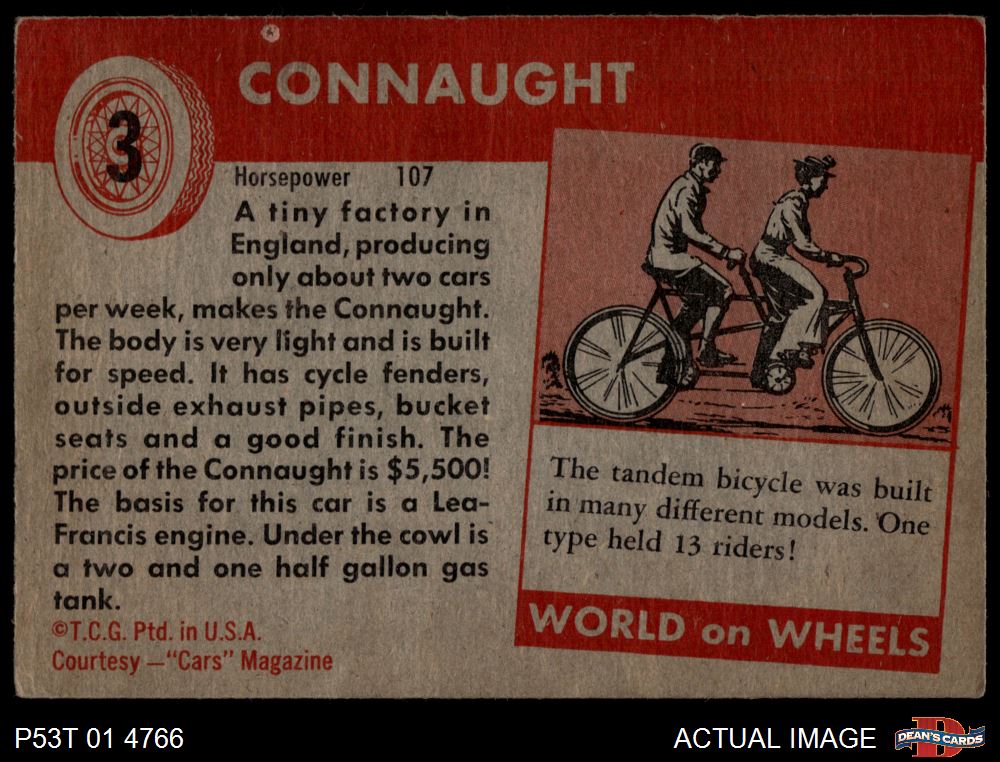 CONNAUGHT
3
Horsepower 107
A tiny factory in
England, producing
only about two cars
per week, makes the Connaught.
The body is very light and is built
for speed. It has cycle fenders,
outside exhaust pipes, bucket
seats and a good finish. The
price of the Connaught is $5,500!
The basis for this car is a Lea-
Francis engine. Under the cowl is
a two and one half gallon gas
tank.
©T.C.G. Ptd. in U.S.A.
Courtesy —"Cars" Magazine
The tandem bicycle was built
in many different models. One
type held 13 riders!
WORLD on WHEELS
P53T 01 4766
ACTUAL IMAGE
D
DEAN'S CARDS